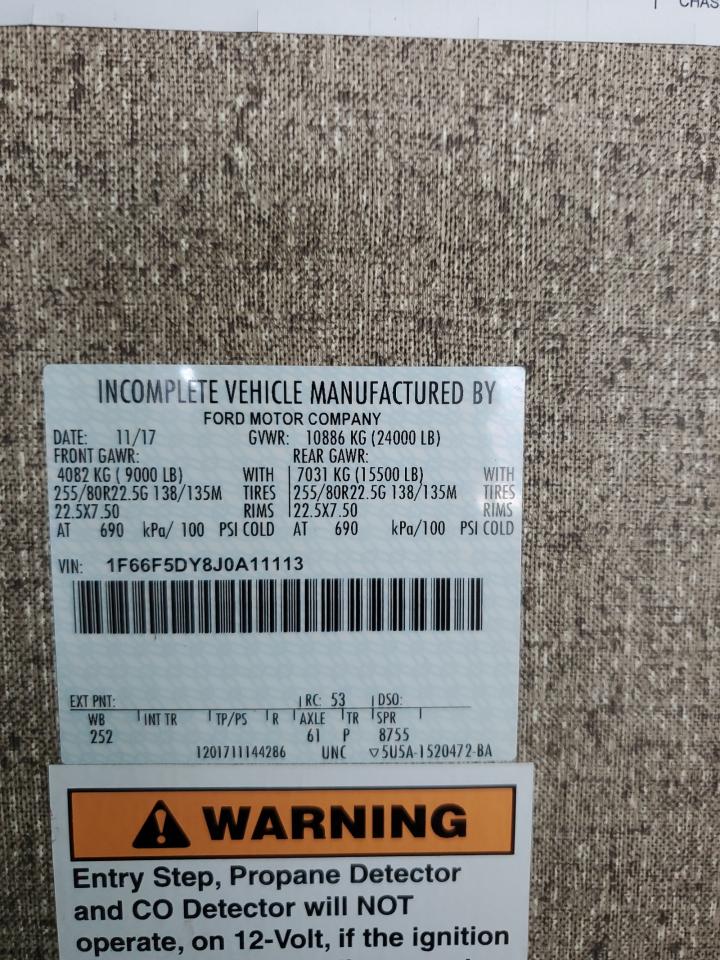 CHAS
INCOMPLETE VEHICLE MANUFACTURED BY
FORD MOTOR COMPANY
DATE: 11/17 GVWR: 10886 KG (24000 LB)
FRONT GAWR: REAR GAWR:
4082 KG ( 9000 LB) WITH 7031 KG (15500 LB) WITH
255/80R22.5G 138/135M TIRES 255/80R22.5G 138/135M TIRES
22.5X7.50 RIMS 22.5X7.50 RIMS
AT 690 kPa/ 100 PSI COLD AT 690 kPa/100 PSI COLD
VIN: 1F66F5DY8J0A11113
EXT PNT: RC: 53 DSO:
WB INT TR TP/PS R AXLE TR SPR
252 61 P 8755
1201711144286 UNC ▽5U5A-1520472-BA
WARNING
Entry Step, Propane Detector
and CO Detector will NOT
operate, on 12-Volt, if the ignition